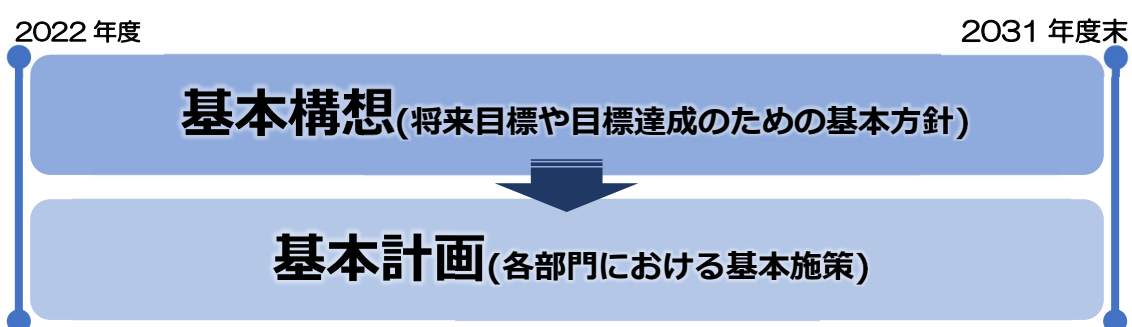 2022 年度
2031 年度末
基本構想(将来目標や目標達成のための基本方針)
基本計画(各部門における基本施策)